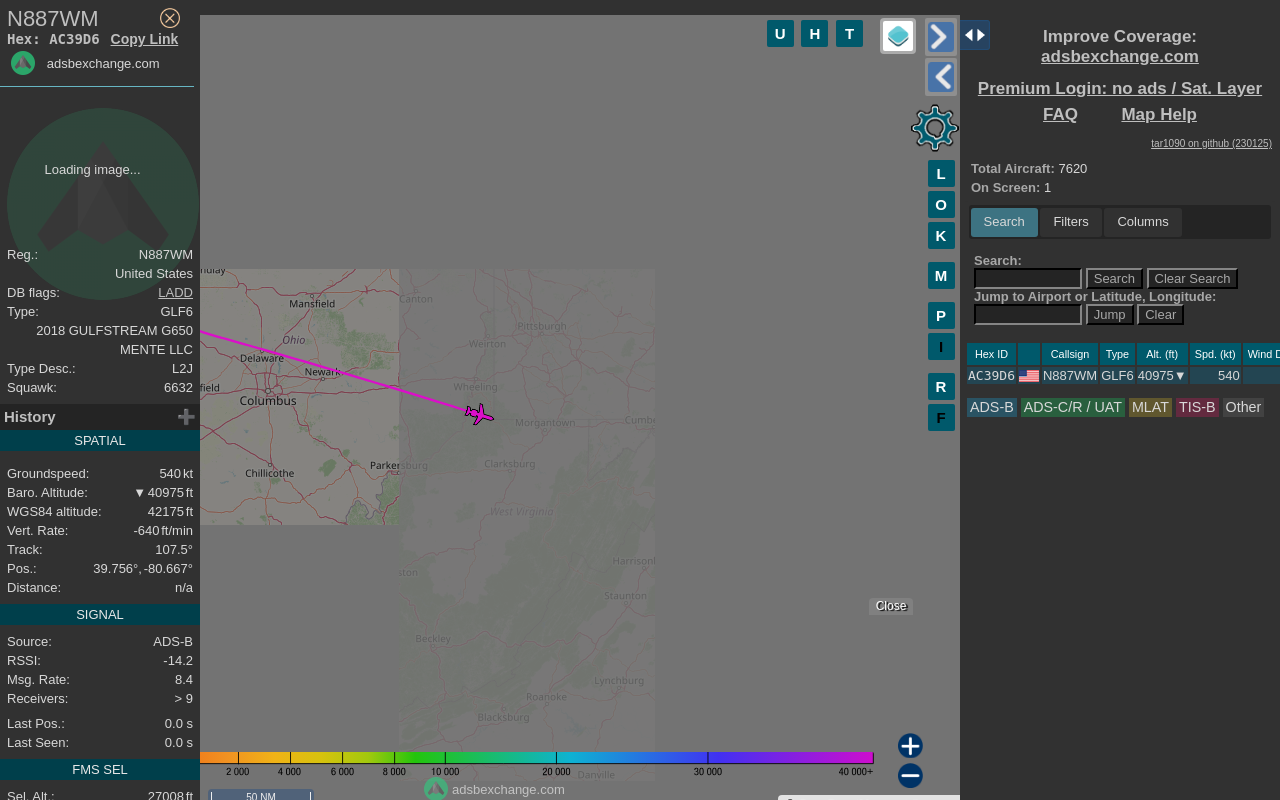 N887WM
Hex: AC39D6 Copy Link
adsbexchange.com
Loading image...
Reg.: N887WM
United States
DB flags: LADD
Type: GLF6
2018 GULFSTREAM G650
MENTE LLC
Type Desc.: L2J
Squawk: 6632
History
SPATIAL
Groundspeed: 540 kt
Baro. Altitude: ▼ 40975 ft
WGS84 altitude: 42175 ft
Vert. Rate: -640 ft/min
Track: 107.5°
Pos.: 39.756°, -80.667°
Distance: n/a
SIGNAL
Source: ADS-B
RSSI: -14.2
Msg. Rate: 8.4
Receivers: > 9
Last Pos.: 0.0 s
Last Seen: 0.0 s
FMS SEL
Sel. Alt.: 27008 ft
U H T
L
O
K
M
P
I
R
F
Canton
Mansfield
Pittsburgh
Ohio
Weirton
Delaware
Newark
Wheeling
field
Columbus
Morgantown
Cumbe
Parkersburg
Clarksburg
Chillicothe
West Virginia
Harrison
ston
Staunton
Close
Beckley
Lynchburg
Roanoke
Blacksburg
Danville
2 000 4 000 6 000 8 000 10 000 20 000 30 000 40 000+
adsbexchange.com
50 NM
Improve Coverage:
adsbexchange.com
Premium Login: no ads / Sat. Layer
FAQ Map Help
tar1090 on github (230125)
Total Aircraft: 7620
On Screen: 1
Search Filters Columns
Search:
Search Clear Search
Jump to Airport or Latitude, Longitude:
Jump Clear
Hex ID Callsign Type Alt. (ft) Spd. (kt) Wind D
AC39D6 N887WM GLF6 40975▼ 540
ADS-B ADS-C/R / UAT MLAT TIS-B Other